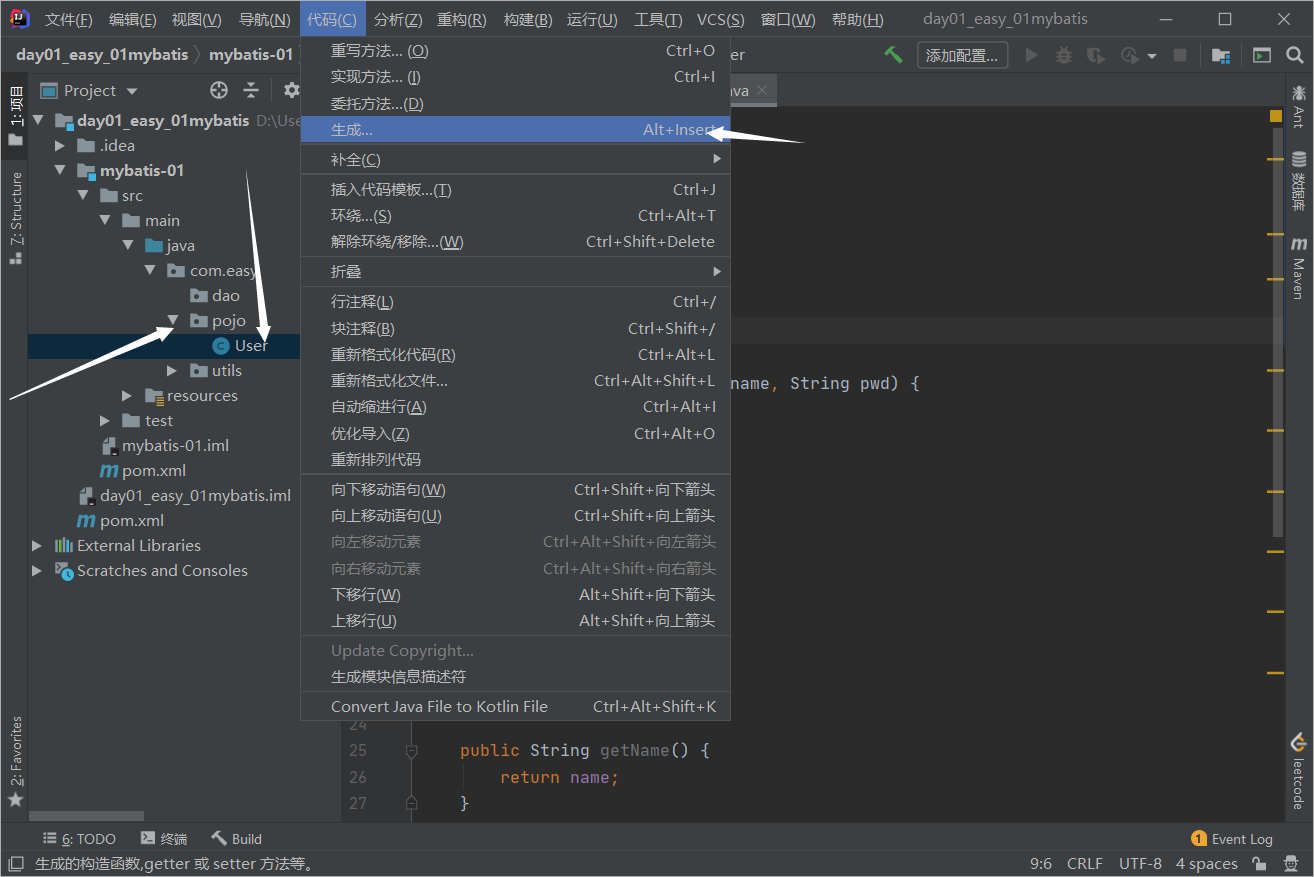 文件(F) 编辑(E) 视图(V) 导航(N) 代码(C) 分析(Z) 重构(R) 构建(B) 运行(U) 工具(T) VCS(S) 窗口(W) 帮助(H) day01_easy_01mybatis
day01_easy_01mybatis mybatis-01 er 添加配置...
Project ava
1: 项目
7: Structure
2: Favorites
day01_easy_01mybatis D:\Use
.idea
mybatis-01
src
main
java
com.easy
dao
pojo
User
utils
resources
test
mybatis-01.iml
pom.xml
day01_easy_01mybatis.iml
pom.xml
External Libraries
Scratches and Consoles
重写方法... (O) Ctrl+O
实现方法... (I) Ctrl+I
委托方法...(D)
生成... Alt+Insert
补全(C)
插入代码模板...(T) Ctrl+J
环绕...(S) Ctrl+Alt+T
解除环绕/移除...(W) Ctrl+Shift+Delete
折叠
行注释(L) Ctrl+/
块注释(B) Ctrl+Shift+/
重新格式化代码(R) Ctrl+Alt+L
重新格式化文件... Ctrl+Alt+Shift+L
自动缩进行(A) Ctrl+Alt+I
优化导入(Z) Ctrl+Alt+O
重新排列代码
向下移动语句(W) Ctrl+Shift+向下箭头
向上移动语句(U) Ctrl+Shift+向上箭头
向左移动元素 Ctrl+Alt+Shift+向左箭头
向右移动元素 Ctrl+Alt+Shift+向右箭头
下移行(W) Alt+Shift+向下箭头
上移行(U) Alt+Shift+向上箭头
Update Copyright...
生成模块信息描述符
Convert Java File to Kotlin File Ctrl+Alt+Shift+K
name, String pwd) {
24
25 public String getName() {
26 return name;
27 }
Ant
数据库
Maven
leetcode
6: TODO 终端 Build 1 Event Log
生成的构造函数,getter 或 setter 方法等。 9:6 CRLF UTF-8 4 spaces